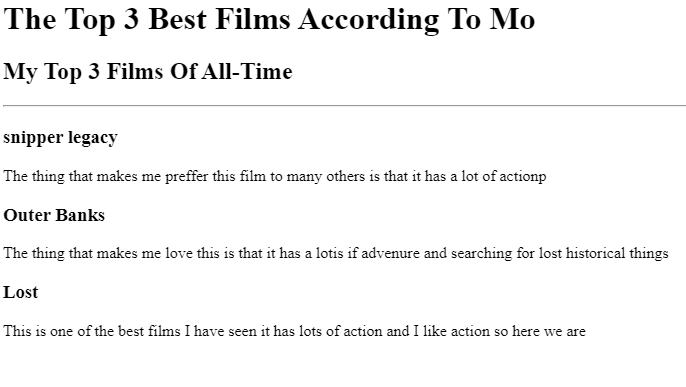 The Top 3 Best Films According To Mo
My Top 3 Films Of All-Time
snipper legacy
The thing that makes me preffer this film to many others is that it has a lot of actionp
Outer Banks
The thing that makes me love this is that it has a lotis if advenure and searching for lost historical things
Lost
This is one of the best films I have seen it has lots of action and I like action so here we are